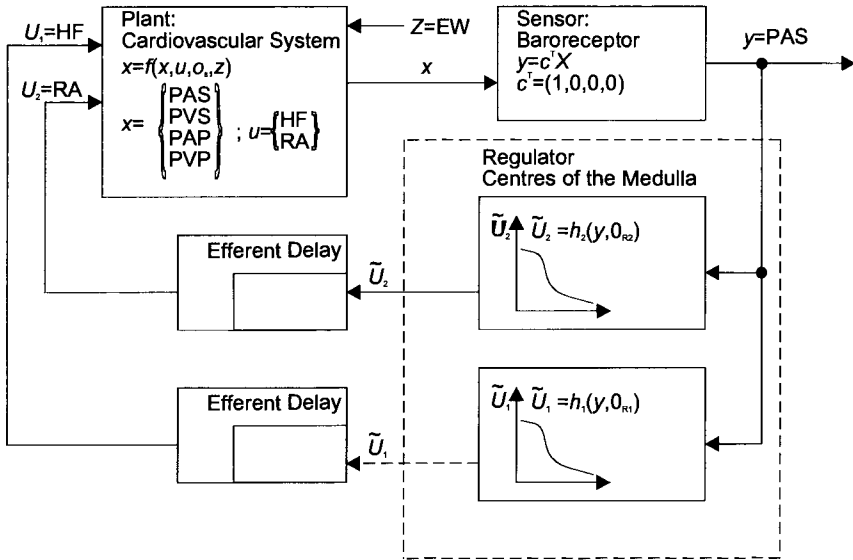 U₁=HF
U₂=RA
Plant:
Cardiovascular System
x=f(x,u,oₛ,z)
x= {PAS PVS PAP PVP} ; u={HF RA}
Z=EW
x
Sensor:
Baroreceptor
y=cᵀX
cᵀ=(1,0,0,0)
y=PAS
Regulator
Centres of the Medulla
Ũ₂ Ũ₂ =h₂(y,0R2)
Efferent Delay
Ũ₂
Ũ₁ Ũ₁ =h₁(y,0R1)
Efferent Delay
Ũ₁